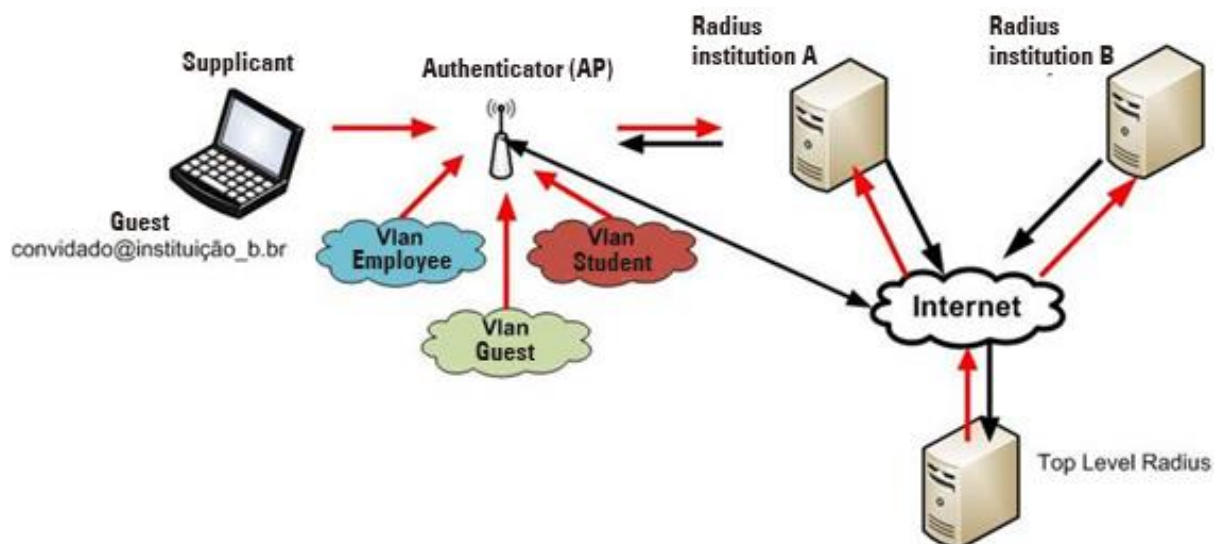 Supplicant
Guest
convidado@instituição_b.br
Authenticator (AP)
Vlan
Employee
Vlan
Student
Vlan
Guest
Radius
institution A
Radius
institution B
Internet
Top Level Radius